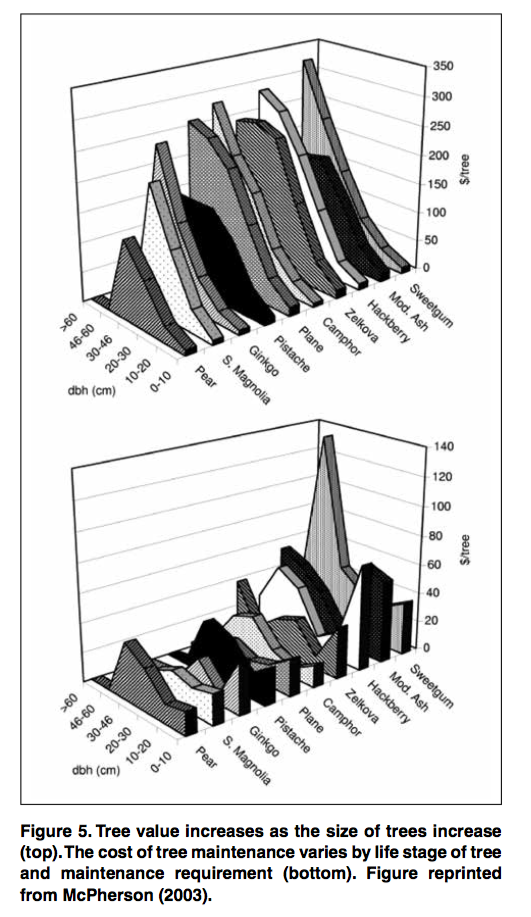 350
300
250
200
150
100
50
0
$/tree
>60
46-60
30-46
20-30
10-20
0-10
dbh (cm)
Pear
S. Magnolia
Ginkgo
Pistache
Plane
Camphor
Zelkova
Hackberry
Mod. Ash
Sweetgum
140
120
100
80
60
40
20
0
$/tree
>60
46-60
30-46
20-30
10-20
0-10
dbh (cm)
Pear
S. Magnolia
Ginkgo
Pistache
Plane
Camphor
Zelkova
Hackberry
Mod. Ash
Sweetgum
Figure 5. Tree value increases as the size of trees increase
(top). The cost of tree maintenance varies by life stage of tree
and maintenance requirement (bottom). Figure reprinted
from McPherson (2003).